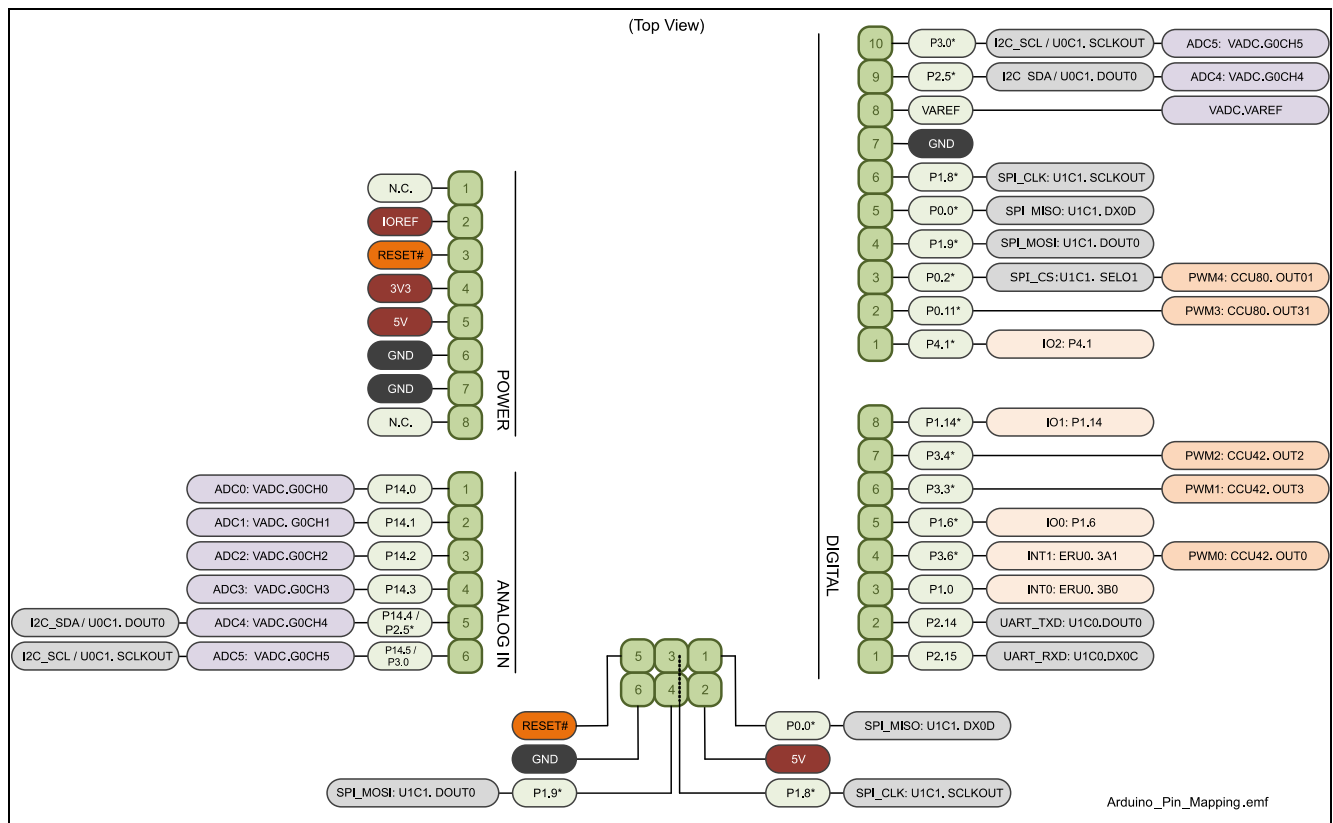 (Top View)
10 P3.0* I2C_SCL / U0C1. SCLKOUT ADC5: VADC.G0CH5
9 P2.5* I2C SDA / U0C1. DOUT0 ADC4: VADC.G0CH4
8 VAREF VADC.VAREF
7 GND
6 P1.8* SPI_CLK: U1C1. SCLKOUT
5 P0.0* SPI MISO: U1C1. DX0D
4 P1.9* SPI_MOSI: U1C1. DOUT0
3 P0.2* SPI_CS:U1C1. SELO1 PWM4: CCU80. OUT01
2 P0.11* PWM3: CCU80. OUT31
1 P4.1* IO2: P4.1
N.C. 1
IOREF 2
RESET# 3
3V3 4
5V 5
GND 6
GND 7
N.C. 8
POWER
8 P1.14* IO1: P1.14
7 P3.4* PWM2: CCU42. OUT2
6 P3.3* PWM1: CCU42. OUT3
5 P1.6* IO0: P1.6
4 P3.6* INT1: ERU0. 3A1 PWM0: CCU42. OUT0
3 P1.0 INT0: ERU0. 3B0
2 P2.14 UART_TXD: U1C0.DOUT0
1 P2.15 UART_RXD: U1C0.DX0C
DIGITAL
ADC0: VADC.G0CH0 P14.0 1
ADC1: VADC. G0CH1 P14.1 2
ADC2: VADC.G0CH2 P14.2 3
ADC3: VADC.G0CH3 P14.3 4
I2C_SDA / U0C1. DOUT0 ADC4: VADC.G0CH4 P14.4 /
P2.5* 5
I2C_SCL / U0C1. SCLKOUT ADC5: VADC.G0CH5 P14.5 /
P3.0 6
ANALOG IN
5 3 1
6 4 2
RESET# P0.0* SPI_MISO: U1C1. DX0D
GND 5V
SPI_MOSI: U1C1. DOUT0 P1.9* P1.8* SPI_CLK: U1C1. SCLKOUT
Arduino_Pin_Mapping.emf